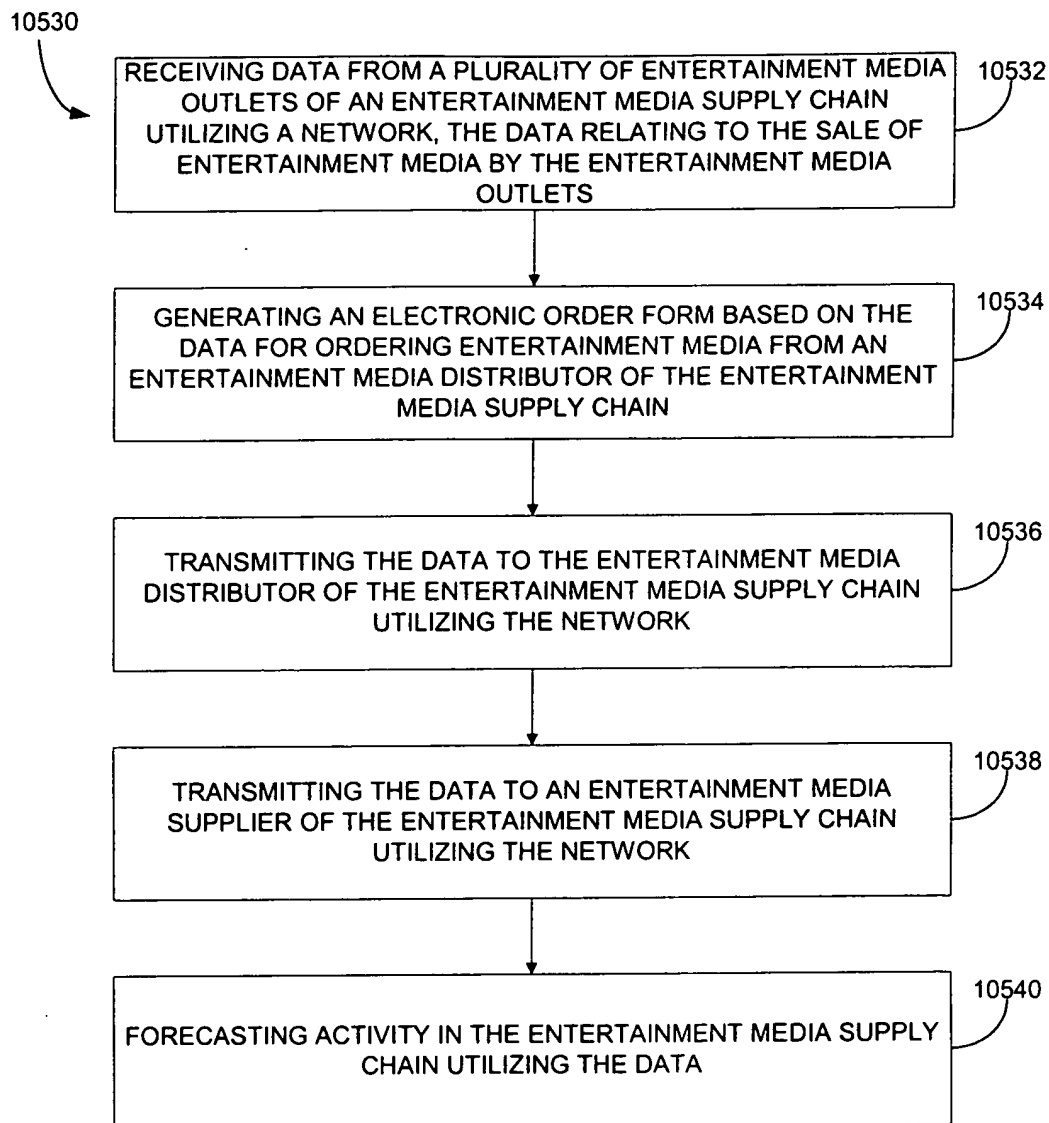 10530
RECEIVING DATA FROM A PLURALITY OF ENTERTAINMENT MEDIA
OUTLETS OF AN ENTERTAINMENT MEDIA SUPPLY CHAIN
UTILIZING A NETWORK, THE DATA RELATING TO THE SALE OF
ENTERTAINMENT MEDIA BY THE ENTERTAINMENT MEDIA
OUTLETS
10532
GENERATING AN ELECTRONIC ORDER FORM BASED ON THE
DATA FOR ORDERING ENTERTAINMENT MEDIA FROM AN
ENTERTAINMENT MEDIA DISTRIBUTOR OF THE ENTERTAINMENT
MEDIA SUPPLY CHAIN
10534
TRANSMITTING THE DATA TO THE ENTERTAINMENT MEDIA
DISTRIBUTOR OF THE ENTERTAINMENT MEDIA SUPPLY CHAIN
UTILIZING THE NETWORK
10536
TRANSMITTING THE DATA TO AN ENTERTAINMENT MEDIA
SUPPLIER OF THE ENTERTAINMENT MEDIA SUPPLY CHAIN
UTILIZING THE NETWORK
10538
FORECASTING ACTIVITY IN THE ENTERTAINMENT MEDIA SUPPLY
CHAIN UTILIZING THE DATA
10540